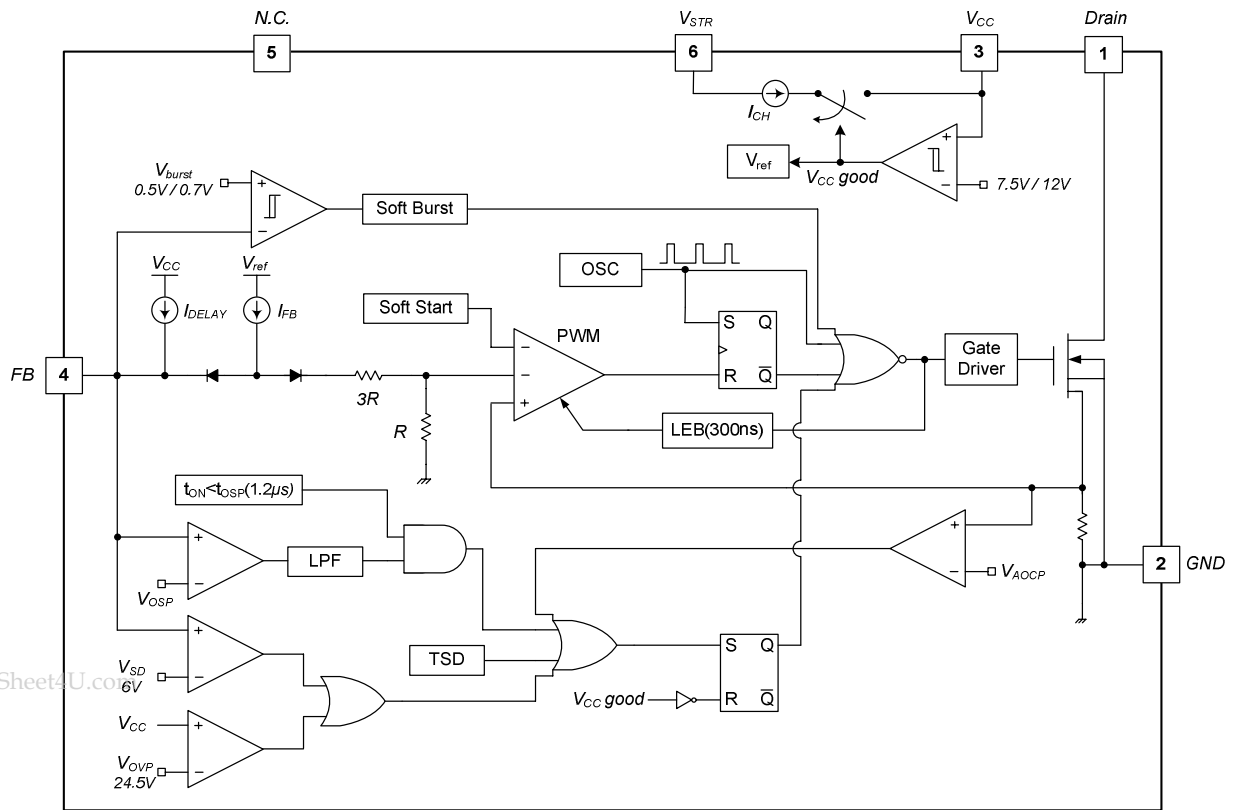 N.C.
V_STR
V_CC
Drain
5
6
3
1
I_CH
V_ref
V_CC good
+
−
7.5V / 12V
V_burst
0.5V / 0.7V
+
−
Soft Burst
OSC
V_CC
V_ref
I_DELAY
I_FB
Soft Start
PWM
−
−
+
S Q
R Q̅
Gate
Driver
FB
4
3R
R
LEB(300ns)
t_ON<t_OSP(1.2µs)
+
−
V_OSP
LPF
+
−
V_AOCP
2
GND
+
−
V_SD
6V
Sheet4U.com
TSD
S Q
R Q̅
V_CC good
V_CC
+
−
V_OVP
24.5V